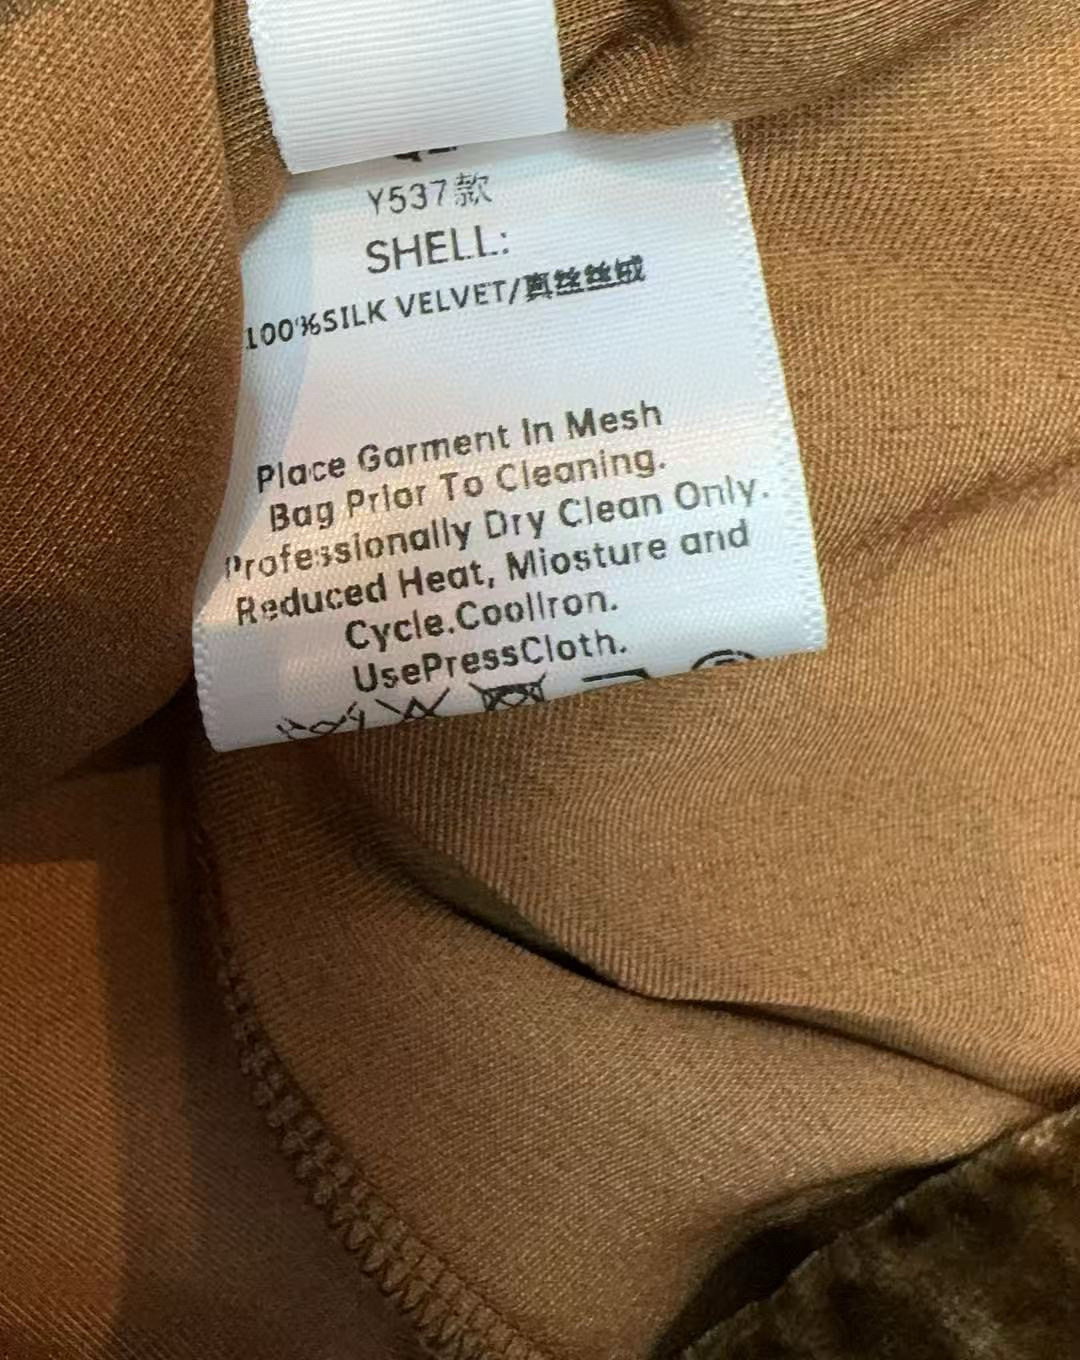 Y537款
SHELL:
100%SILK VELVET/真丝丝绒
Place Garment In Mesh
Bag Prior To Cleaning.
Professionally Dry Clean Only.
Reduced Heat, Miosture and
Cycle.CoolIron.
UsePressCloth.